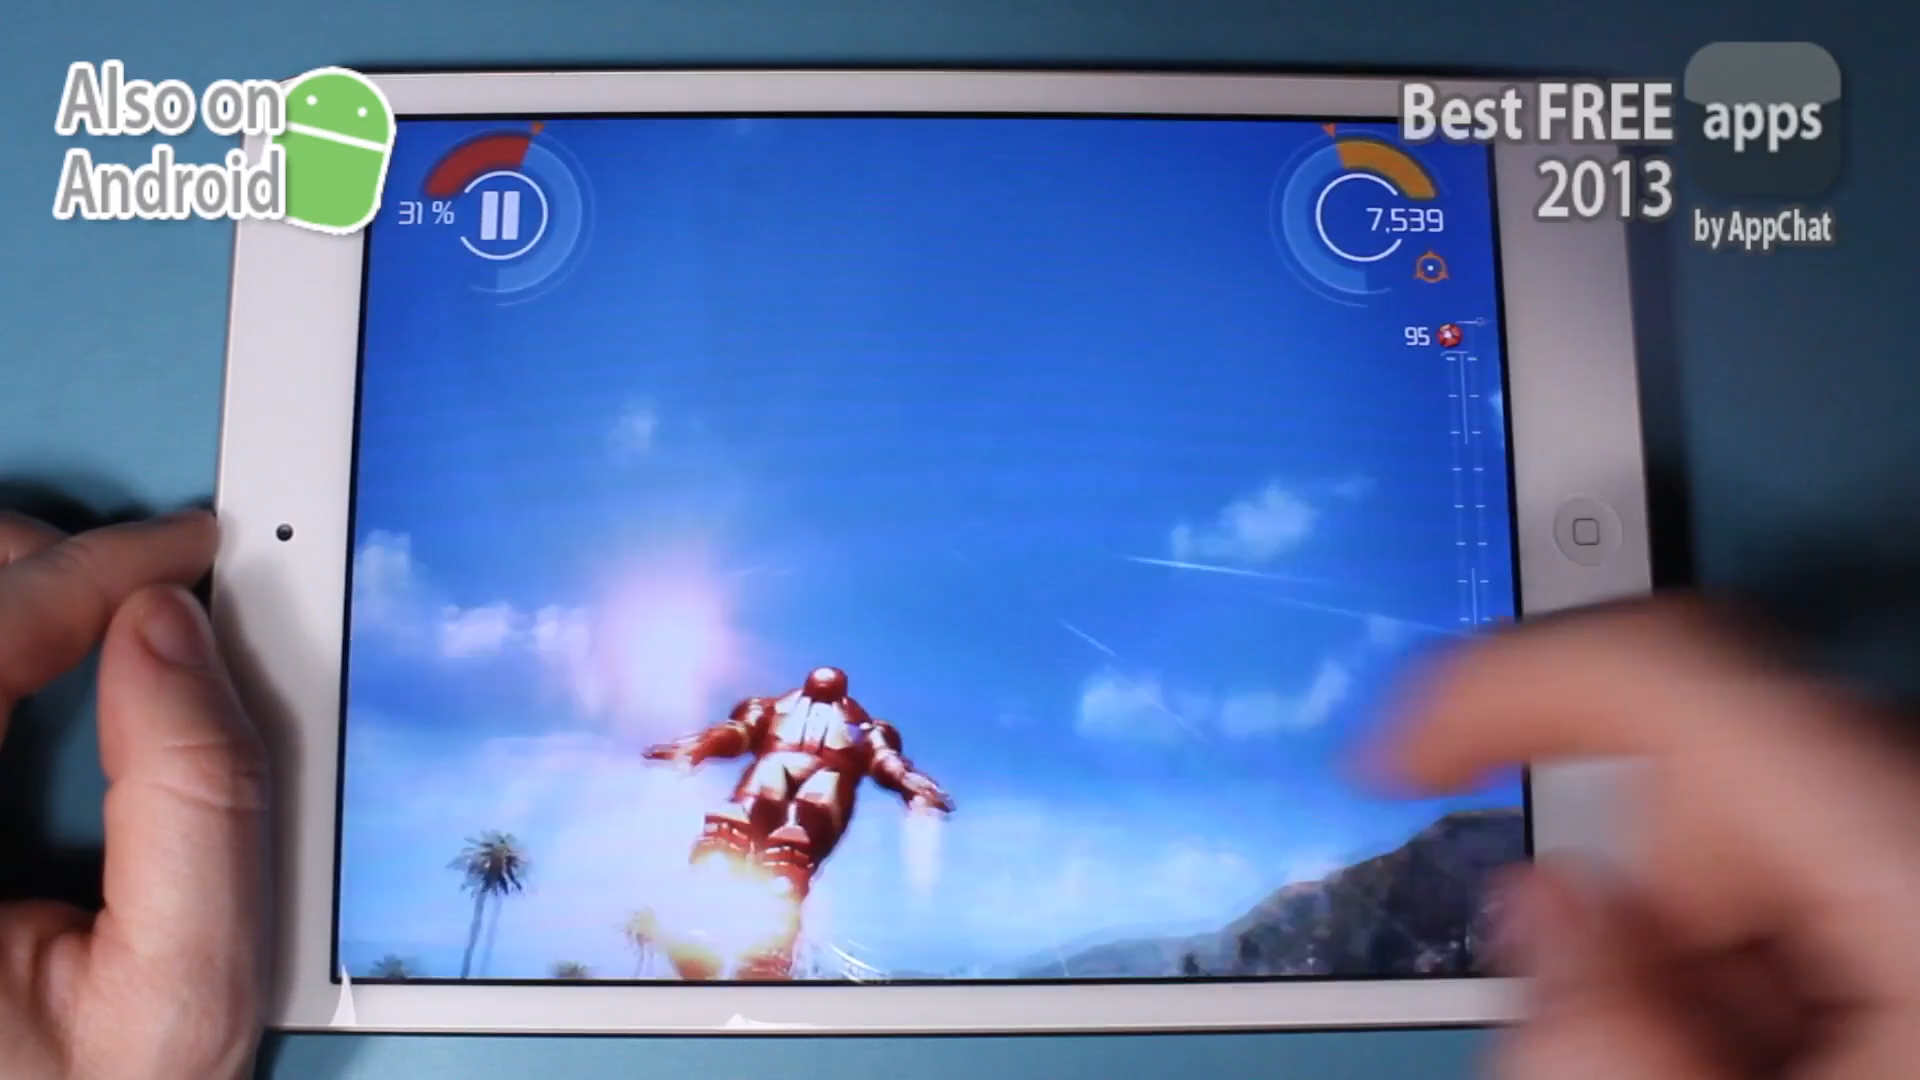 Also on
Android
Best FREE
2013
apps
by AppChat
31 %
7,539
95